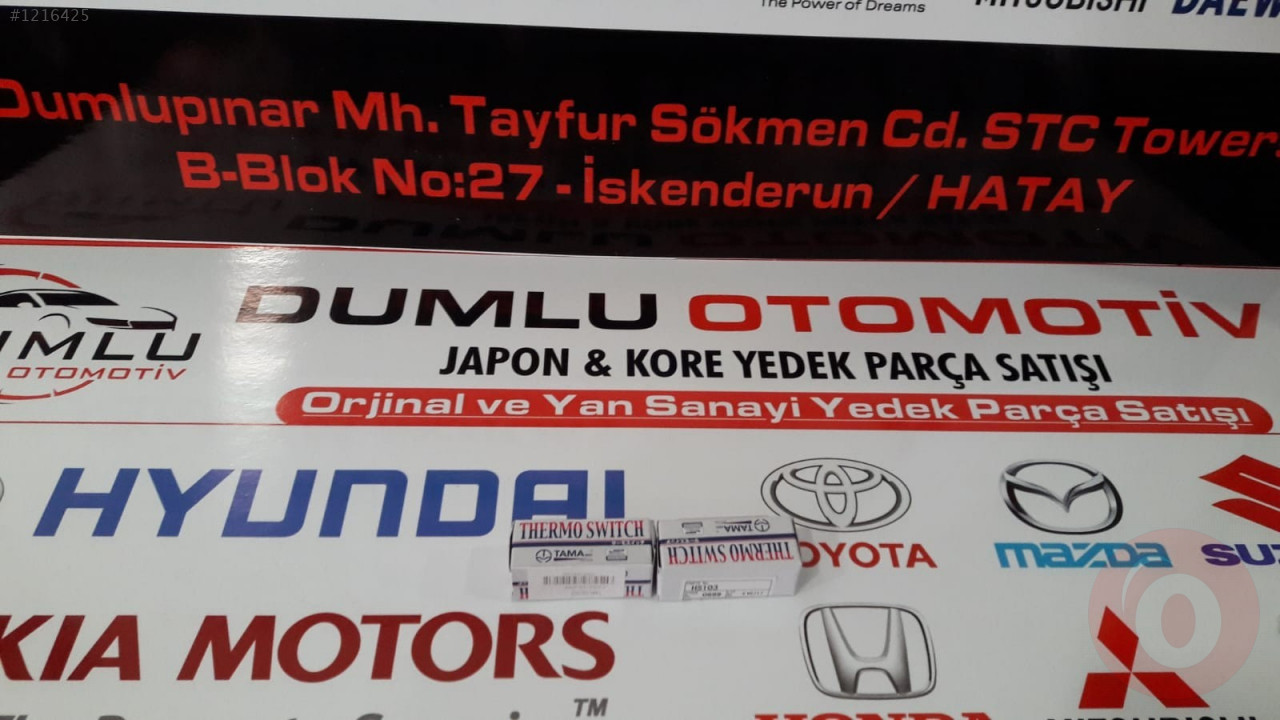 #1216425
The Power of Dreams
MITSUBISHI
Dumlupınar Mh. Tayfur Sökmen Cd. STC Tower
B-Blok No:27 - İskenderun / HATAY
DUMLU OTOMOTİV
OTOMOTİV
JAPON & KORE YEDEK PARÇA SATIŞI
Orjinal ve Yan Sanayi Yedek Parça Satışı
HYUNDAI
THERMO SWITCH
TAMA
THERMO SWITCH
TAMA
TOYOTA
mazda
KIA MOTORS
TM
HONDA